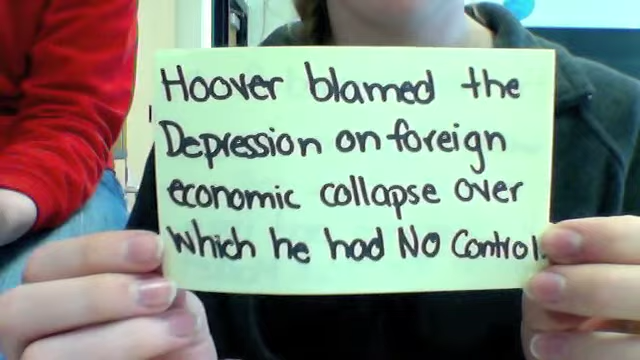 Hoover blamed the
Depression on foreign
economic collapse over
which he had NO Control.